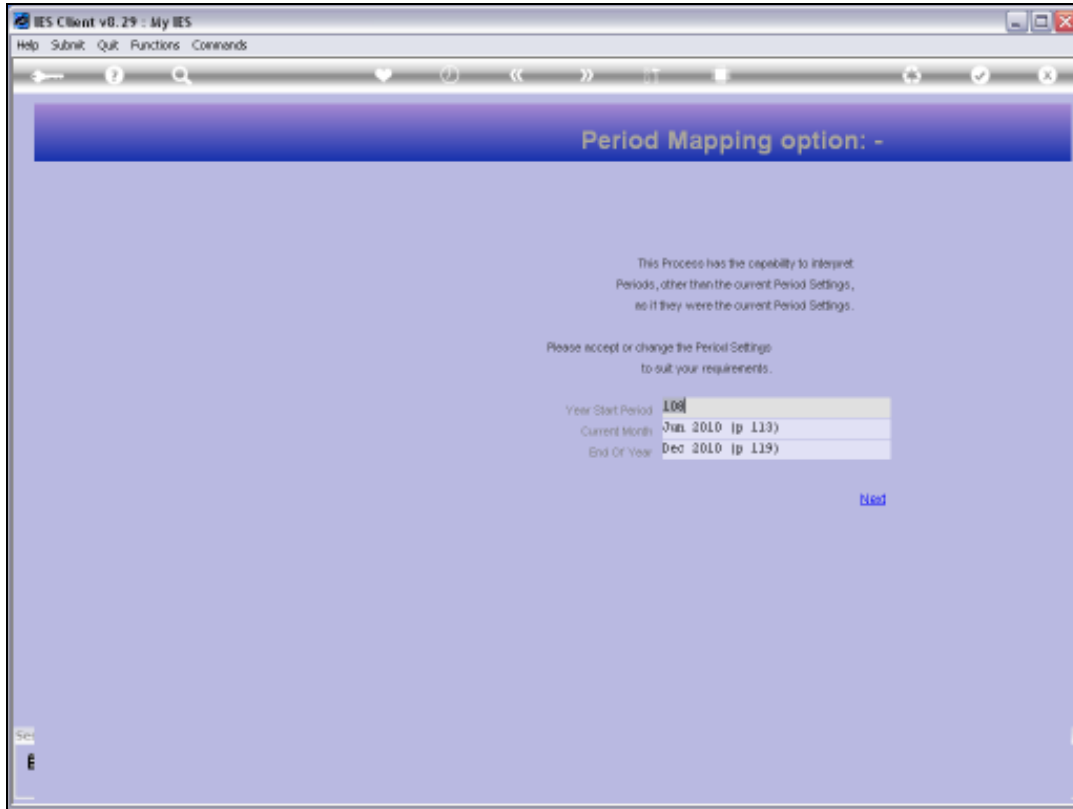 IES Client v8.29 : My IES
Help Submit Quit Functions Commands
Period Mapping option: -
This Process has the capability to interpret
Periods, other than the current Period Settings,
as if they were the current Period Settings.
Please accept or change the Period Settings
to suit your requirements.
Year Start Period 108
Current Month Jun 2010 (p 113)
End Of Year Dec 2010 (p 119)
Next